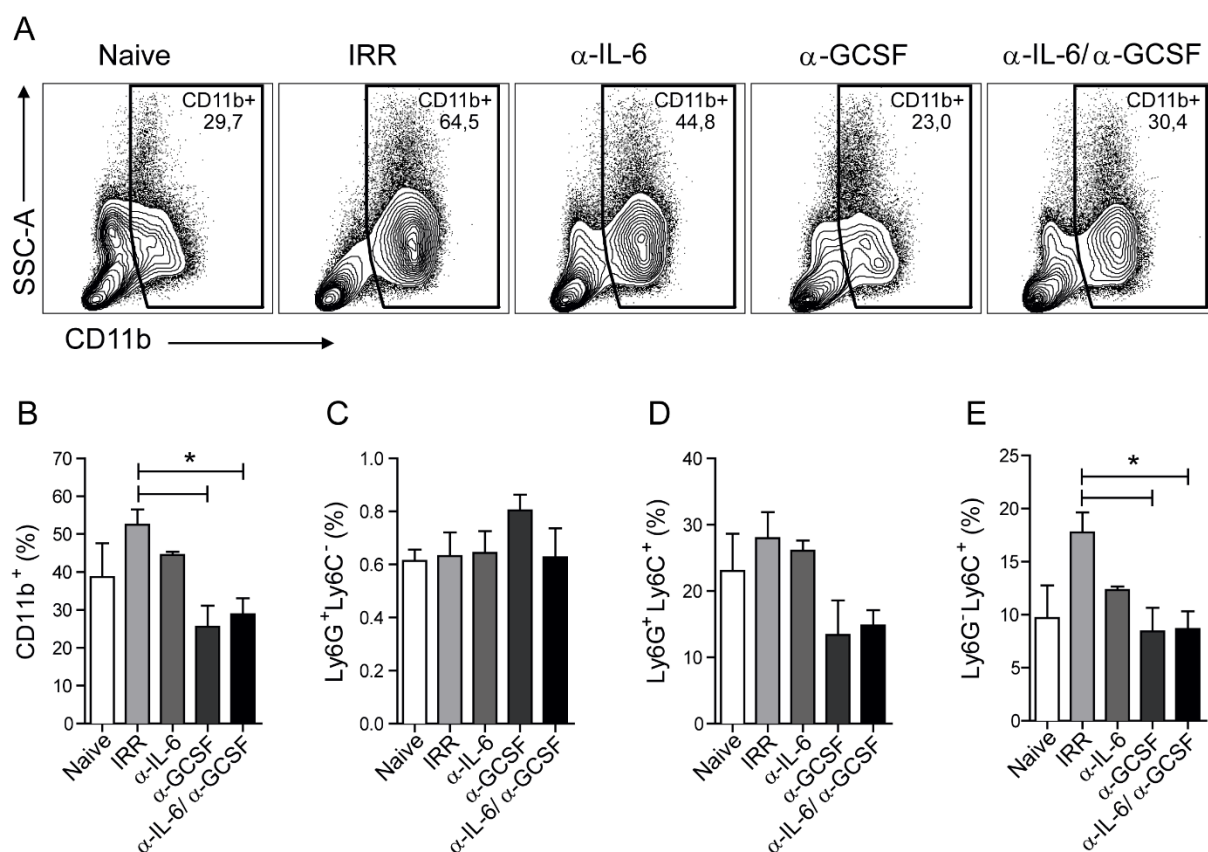 A
Naive
IRR
α-IL-6
α-GCSF
α-IL-6/ α-GCSF
CD11b+
29,7
CD11b+
64,5
CD11b+
44,8
CD11b+
23,0
CD11b+
30,4
SSC-A
CD11b
B
C
D
E
CD11b⁺ (%)
70
60
50
40
30
20
10
0
*
Naive
IRR
α-IL-6
α-GCSF
α-IL-6/ α-GCSF
Ly6G⁺Ly6C⁻ (%)
1.0
0.8
0.6
0.4
0.2
0.0
Naive
IRR
α-IL-6
α-GCSF
α-IL-6/ α-GCSF
Ly6G⁺Ly6C⁺ (%)
40
30
20
10
0
Naive
IRR
α-IL-6
α-GCSF
α-IL-6/ α-GCSF
Ly6G⁻Ly6C⁺ (%)
25
20
15
10
5
0
*
Naive
IRR
α-IL-6
α-GCSF
α-IL-6/ α-GCSF